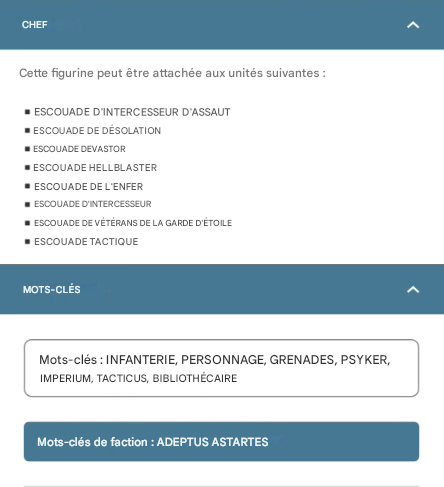 CHEF
Cette figurine peut être attachée aux unités suivantes :
■ ESCOUADE D'INTERCESSEUR D'ASSAUT
■ ESCOUADE DE DÉSOLATION
■ ESCOUADE DEVASTOR
■ ESCOUADE HELLBLASTER
■ ESCOUADE DE L'ENFER
■ ESCOUADE D'INTERCESSEUR
■ ESCOUADE DE VÉTÉRANS DE LA GARDE D'ÉTOILE
■ ESCOUADE TACTIQUE
MOTS-CLÉS
Mots-clés : INFANTERIE, PERSONNAGE, GRENADES, PSYKER,
IMPERIUM, TACTICUS, BIBLIOTHÉCAIRE
Mots-clés de faction : ADEPTUS ASTARTES